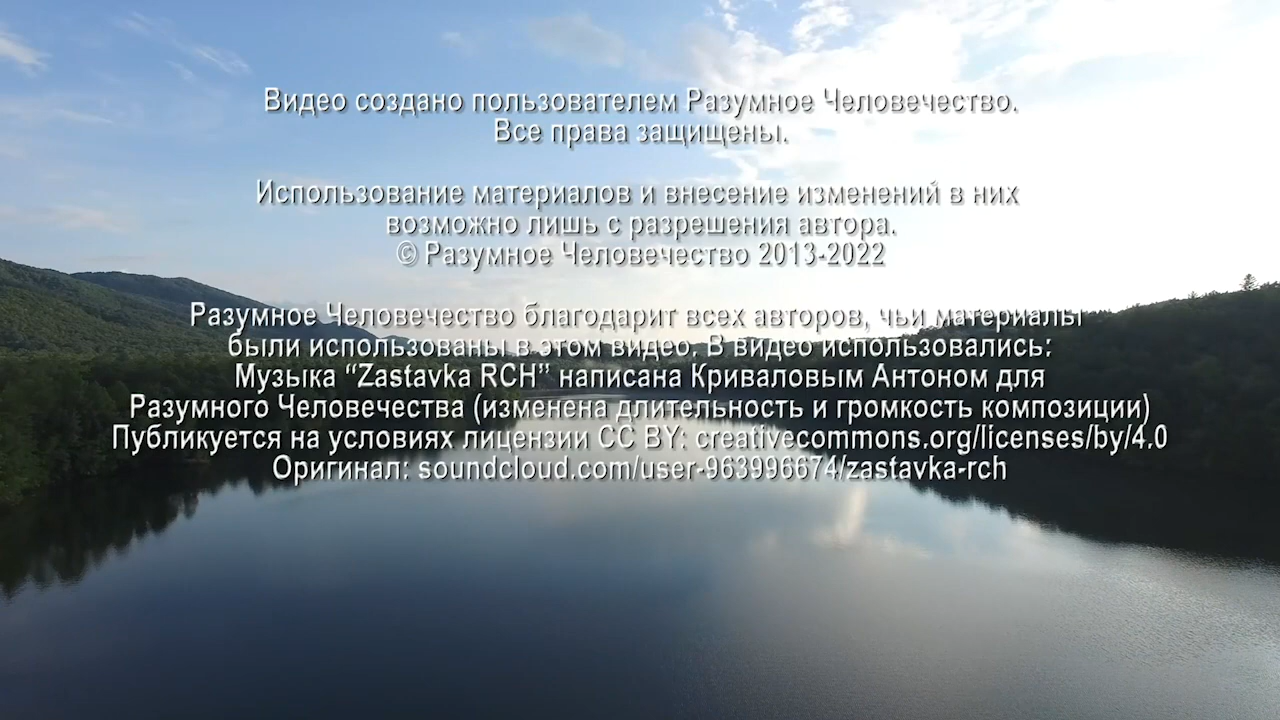 Видео создано пользователем Разумное Человечество.
Все права защищены.
Использование материалов и внесение изменений в них
возможно лишь с разрешения автора.
© Разумное Человечество 2013-2022
Разумное Человечество благодарит всех авторов, чьи материалы
были использованы в этом видео. В видео использовались:
Музыка “Zastavka RCH” написана Криваловым Антоном для
Разумного Человечества (изменена длительность и громкость композиции)
Публикуется на условиях лицензии CC BY: creativecommons.org/licenses/by/4.0
Оригинал: soundcloud.com/user-963996674/zastavka-rch